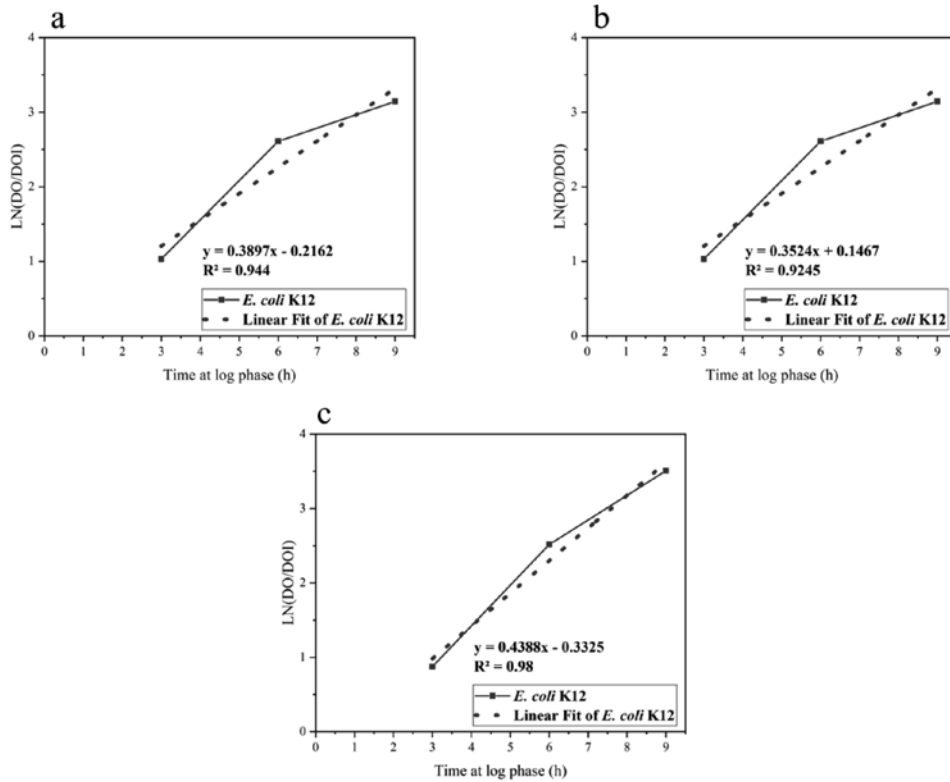 a
4
3
2
1
0
LN(DO/DOI)
y = 0.3897x - 0.2162
R² = 0.944
E. coli K12
Linear Fit of E. coli K12
0 1 2 3 4 5 6 7 8 9
Time at log phase (h)
b
4
3
2
1
0
LN(DO/DOI)
y = 0.3524x + 0.1467
R² = 0.9245
E. coli K12
Linear Fit of E. coli K12
0 1 2 3 4 5 6 7 8 9
Time at log phase (h)
c
4
3
2
1
0
LN(DO/DOI)
y = 0.4388x - 0.3325
R² = 0.98
E. coli K12
Linear Fit of E. coli K12
0 1 2 3 4 5 6 7 8 9
Time at log phase (h)